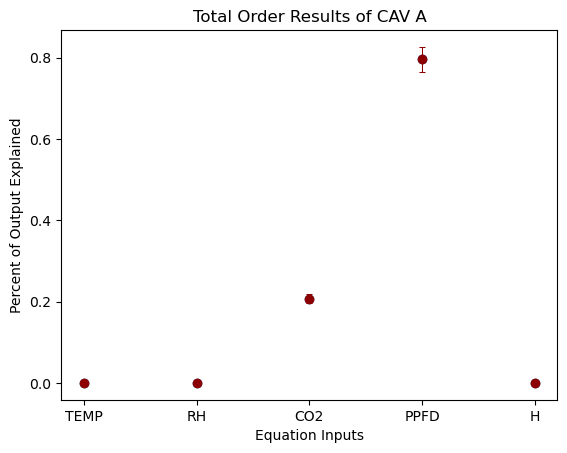 Total Order Results of CAV A
Percent of Output Explained
0.8
0.6
0.4
0.2
0.0
TEMP RH CO2 PPFD H
Equation Inputs